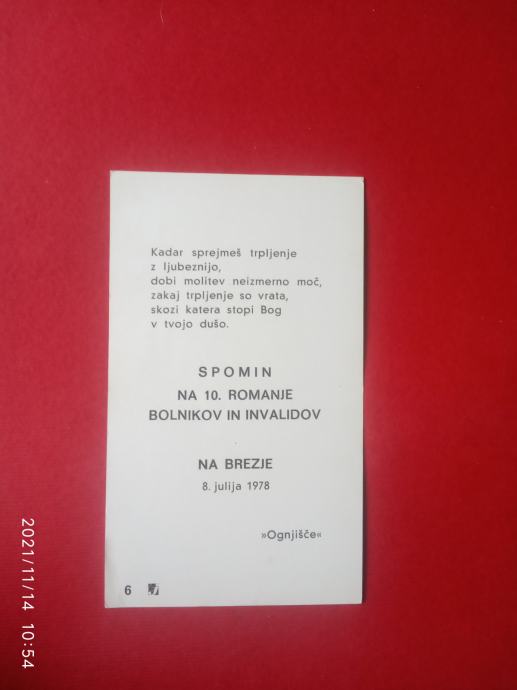 Kadar sprejmeš trpljenje
z ljubeznijo,
dobi molitev neizmerno moč,
zakaj trpljenje so vrata,
skozi katera stopi Bog
v tvojo dušo.
SPOMIN
NA 10. ROMANJE
BOLNIKOV IN INVALIDOV
NA BREZJE
8. julija 1978
»Ognjišče«
6
2021/11/14 10:54